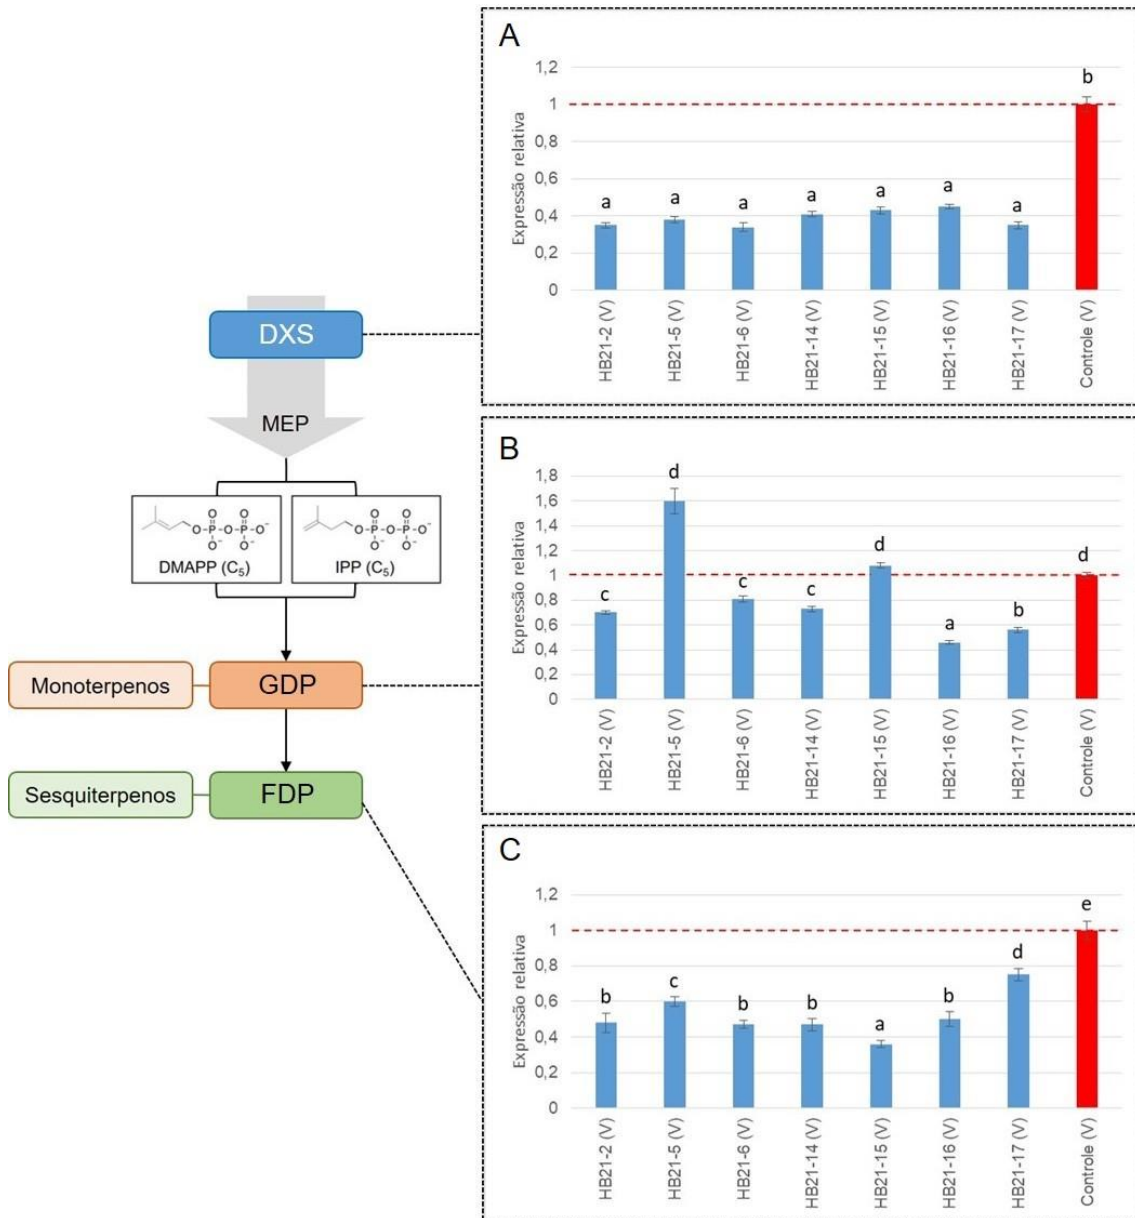 DXS
MEP
DMAPP (C₅)
IPP (C₅)
Monoterpenos
GDP
Sesquiterpenos
FDP
A
Expressão relativa
1,2
1
0,8
0,6
0,4
0,2
0
a a a a a a a b
HB21-2 (V)
HB21-5 (V)
HB21-6 (V)
HB21-14 (V)
HB21-15 (V)
HB21-16 (V)
HB21-17 (V)
Controle (V)
B
Expressão relativa
1,8
1,6
1,4
1,2
1
0,8
0,6
0,4
0,2
0
c d c c d a b d
HB21-2 (V)
HB21-5 (V)
HB21-6 (V)
HB21-14 (V)
HB21-15 (V)
HB21-16 (V)
HB21-17 (V)
Controle (V)
C
Expressão relativa
1,2
1
0,8
0,6
0,4
0,2
0
b c b b a b d e
HB21-2 (V)
HB21-5 (V)
HB21-6 (V)
HB21-14 (V)
HB21-15 (V)
HB21-16 (V)
HB21-17 (V)
Controle (V)